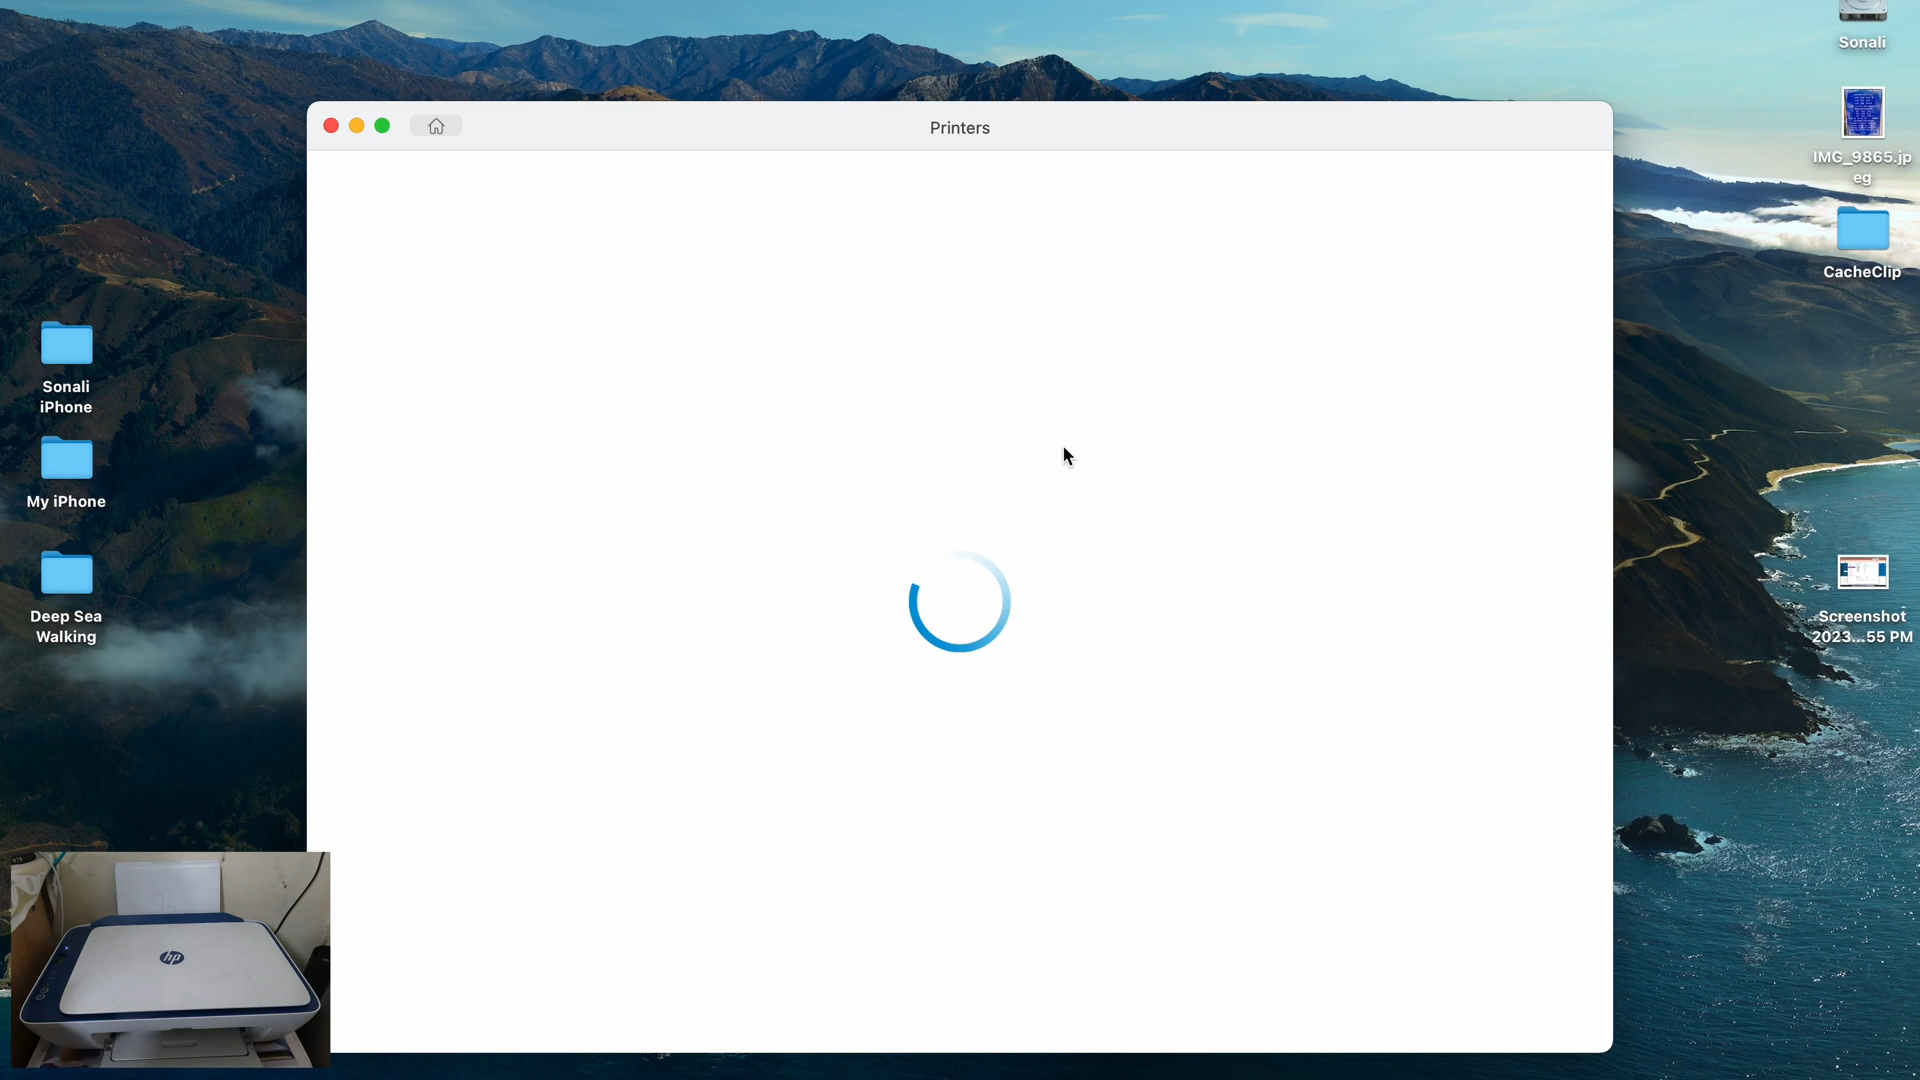 Sonali
Printers
IMG_9865.jp
eg
CacheClip
Sonali
iPhone
My iPhone
Deep Sea
Walking
Screenshot
2023...55 PM
hp